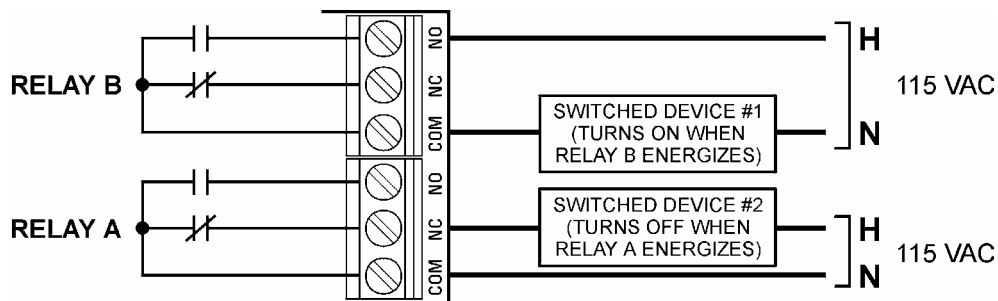 RELAY B
NO
NC
COM
H
115 VAC
SWITCHED DEVICE #1
(TURNS ON WHEN
RELAY B ENERGIZES)
N
RELAY A
NO
NC
COM
SWITCHED DEVICE #2
(TURNS OFF WHEN
RELAY A ENERGIZES)
H
115 VAC
N